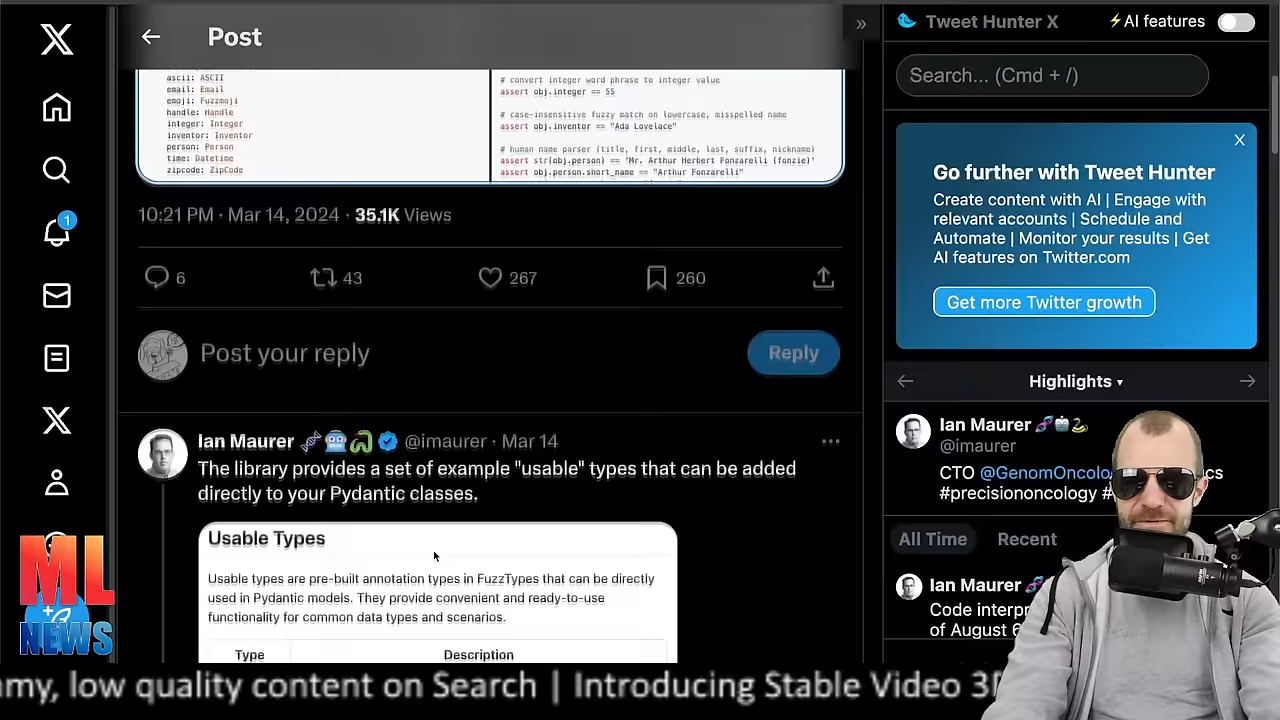 Post
»
Tweet Hunter X
⚡AI features
Search... (Cmd + /)
ascii: ASCII
email: Email
emoji: Fuzzmoji
handle: Handle
integer: Integer
inventor: Inventor
person: Person
time: Datetime
zipcode: ZipCode
# convert integer word phrase to integer value
assert obj.integer == 55
# case-insensitive fuzzy match on lowercase, misspelled name
assert obj.inventor == "Ada Lovelace"
# human name parser (title, first, middle, last, suffix, nickname)
assert str(obj.person) == 'Mr. Arthur Herbert Fonzarelli (fonzie)'
assert obj.person.short_name == "Arthur Fonzarelli"
10:21 PM · Mar 14, 2024 · 35.1K Views
6 43 267 260
Post your reply
Reply
Ian Maurer @imaurer · Mar 14
The library provides a set of example "usable" types that can be added
directly to your Pydantic classes.
Usable Types
Usable types are pre-built annotation types in FuzzTypes that can be directly
used in Pydantic models. They provide convenient and ready-to-use
functionality for common data types and scenarios.
Type Description
Go further with Tweet Hunter
Create content with AI | Engage with
relevant accounts | Schedule and
Automate | Monitor your results | Get
AI features on Twitter.com
Get more Twitter growth
Highlights
Ian Maurer
@imaurer
CTO @GenomOncolo cs
#precisiononcology #
All Time Recent
Ian Maurer
Code interp
of August 6
1
ML
NEWS
mmy, low quality content on Search | Introducing Stable Video 3D